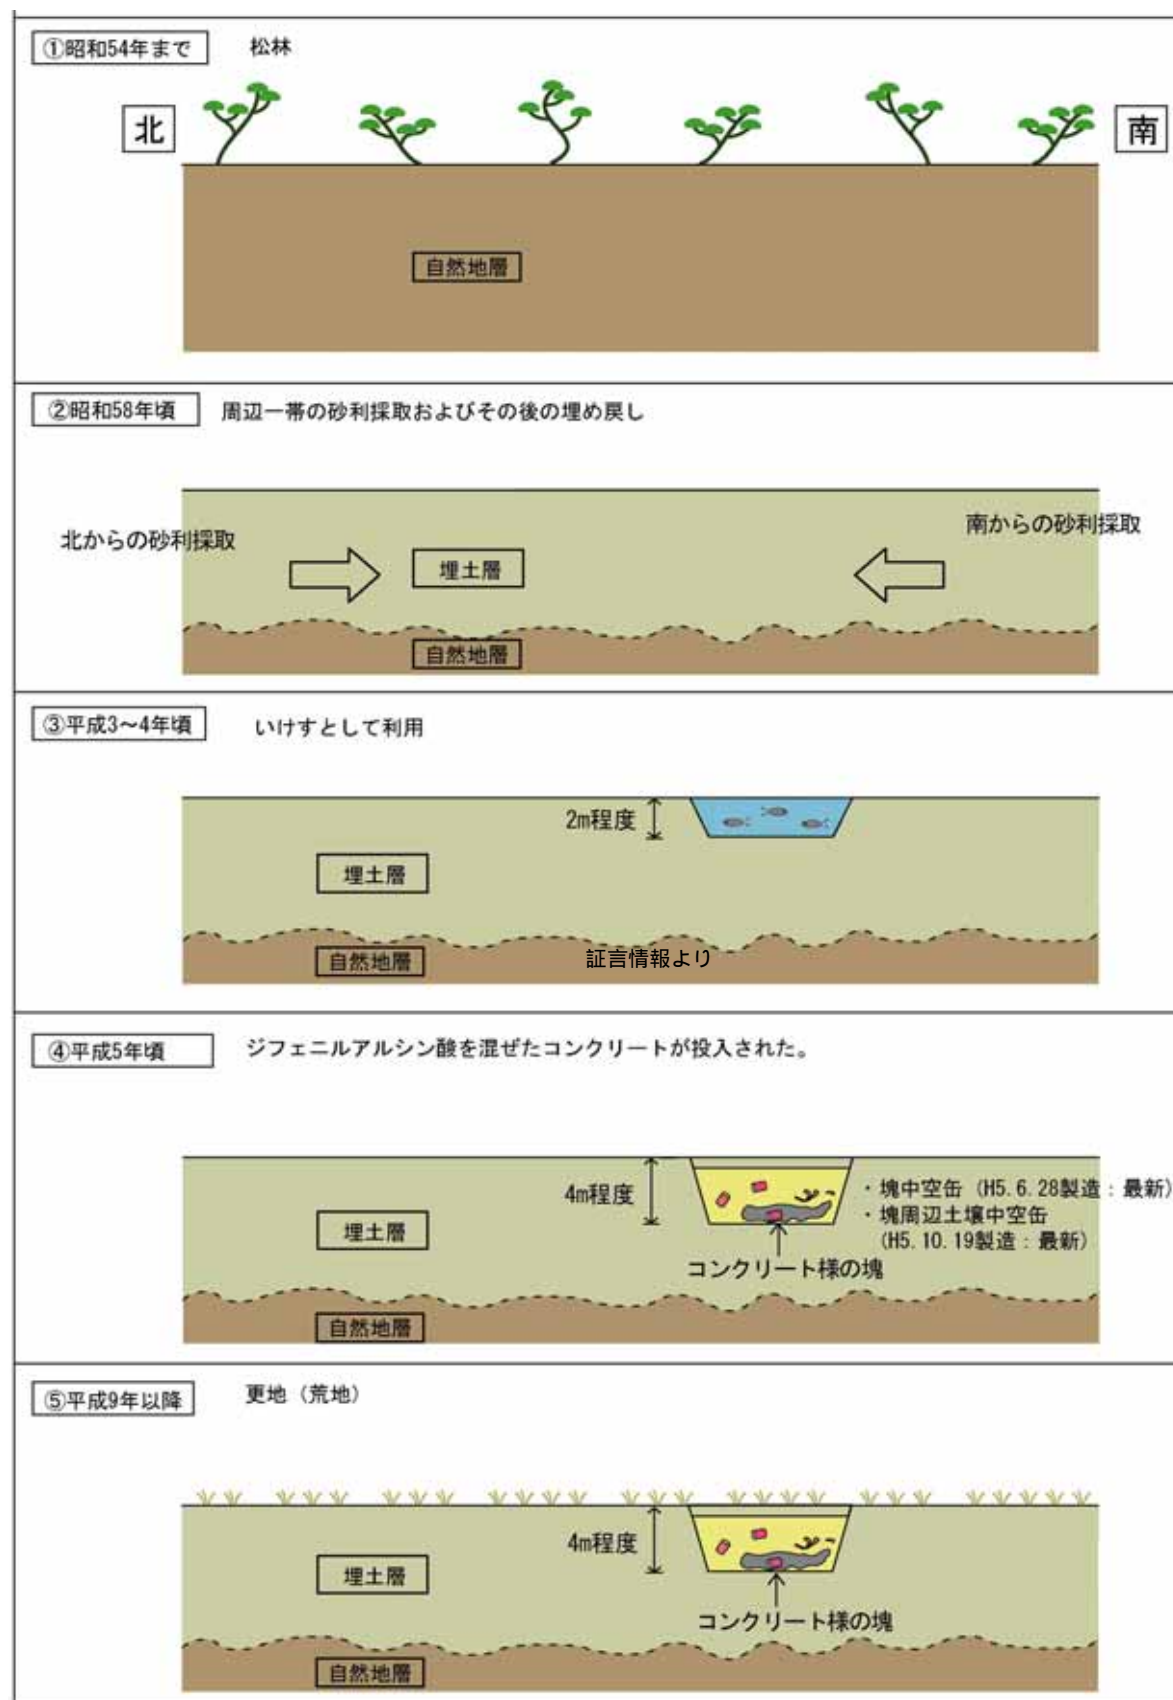 ①昭和54年まで
松林
北
南
自然地層
②昭和58年頃
周辺一帯の砂利採取およびその後の埋め戻し
北からの砂利採取
南からの砂利採取
埋土層
自然地層
③平成3～4年頃
いけすとして利用
2m程度
埋土層
自然地層
証言情報より
④平成5年頃
ジフェニルアルシン酸を混ぜたコンクリートが投入された。
4m程度
・塊中空缶（H5.6.28製造：最新）
・塊周辺土壌中空缶
（H5.10.19製造：最新）
埋土層
コンクリート様の塊
自然地層
⑤平成9年以降
更地（荒地）
4m程度
埋土層
コンクリート様の塊
自然地層